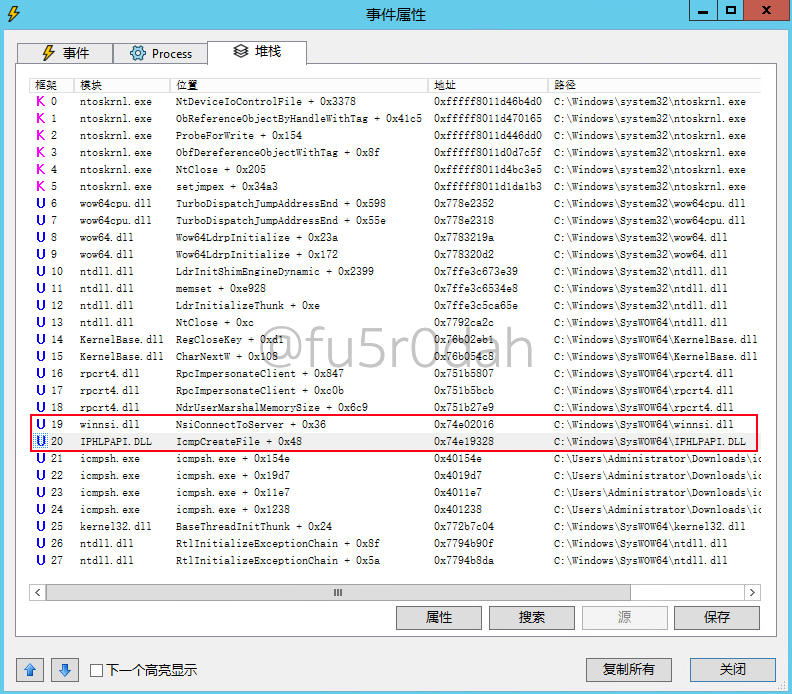 事件属性
事件 Process 堆栈
框架 模块 位置 地址 路径
K 0 ntoskrnl.exe NtDeviceIoControlFile + 0x3378 0xfffff8011d46b4d0 C:\Windows\system32\ntoskrnl.exe
K 1 ntoskrnl.exe ObReferenceObjectByHandleWithTag + 0x41c5 0xfffff8011d470165 C:\Windows\system32\ntoskrnl.exe
K 2 ntoskrnl.exe ProbeForWrite + 0x154 0xfffff8011d446dd0 C:\Windows\system32\ntoskrnl.exe
K 3 ntoskrnl.exe ObfDereferenceObjectWithTag + 0x8f 0xfffff8011d0d7c5f C:\Windows\system32\ntoskrnl.exe
K 4 ntoskrnl.exe NtClose + 0x205 0xfffff8011d4bc3e5 C:\Windows\system32\ntoskrnl.exe
K 5 ntoskrnl.exe setjmpex + 0x34a3 0xfffff8011d1da1b3 C:\Windows\system32\ntoskrnl.exe
U 6 wow64cpu.dll TurboDispatchJumpAddressEnd + 0x598 0x778e2352 C:\Windows\System32\wow64cpu.dll
U 7 wow64cpu.dll TurboDispatchJumpAddressEnd + 0x55e 0x778e2318 C:\Windows\System32\wow64cpu.dll
U 8 wow64.dll Wow64LdrpInitialize + 0x23a 0x7783219a C:\Windows\System32\wow64.dll
U 9 wow64.dll Wow64LdrpInitialize + 0x172 0x778320d2 C:\Windows\System32\wow64.dll
U 10 ntdll.dll LdrInitShimEngineDynamic + 0x2399 0x7ffe3c673e39 C:\Windows\System32\ntdll.dll
U 11 ntdll.dll memset + 0xe928 0x7ffe3c6534e8 C:\Windows\System32\ntdll.dll
U 12 ntdll.dll LdrInitializeThunk + 0xe 0x7ffe3c5ca65e C:\Windows\System32\ntdll.dll
U 13 ntdll.dll NtClose + 0xc 0x7792ca2c C:\Windows\SysWOW64\ntdll.dll
U 14 KernelBase.dll RegCloseKey + 0xd1 0x76b02eb1 C:\Windows\SysWOW64\KernelBase.dll
U 15 KernelBase.dll CharNextW + 0x108 0x76b054c8 C:\Windows\SysWOW64\KernelBase.dll
@fu5r0dah
U 16 rpcrt4.dll RpcImpersonateClient + 0x847 0x751b5807 C:\Windows\SysWOW64\rpcrt4.dll
U 17 rpcrt4.dll RpcImpersonateClient + 0xc0b 0x751b5bcb C:\Windows\SysWOW64\rpcrt4.dll
U 18 rpcrt4.dll NdrUserMarshalMemorySize + 0x6c9 0x751b27e9 C:\Windows\SysWOW64\rpcrt4.dll
U 19 winnsi.dll NsiConnectToServer + 0x36 0x74e02016 C:\Windows\SysWOW64\winnsi.dll
U 20 IPHLPAPI.DLL IcmpCreateFile + 0x48 0x74e19328 C:\Windows\SysWOW64\IPHLPAPI.DLL
U 21 icmpsh.exe icmpsh.exe + 0x154e 0x40154e C:\Users\Administrator\Downloads\ic
U 22 icmpsh.exe icmpsh.exe + 0x19d7 0x4019d7 C:\Users\Administrator\Downloads\ic
U 23 icmpsh.exe icmpsh.exe + 0x11e7 0x4011e7 C:\Users\Administrator\Downloads\ic
U 24 icmpsh.exe icmpsh.exe + 0x1238 0x401238 C:\Users\Administrator\Downloads\ic
U 25 kernel32.dll BaseThreadInitThunk + 0x24 0x772b7c04 C:\Windows\SysWOW64\kernel32.dll
U 26 ntdll.dll RtlInitializeExceptionChain + 0x8f 0x7794b90f C:\Windows\SysWOW64\ntdll.dll
U 27 ntdll.dll RtlInitializeExceptionChain + 0x5a 0x7794b8da C:\Windows\SysWOW64\ntdll.dll
属性 搜索 源 保存
下一个高亮显示 复制所有 关闭